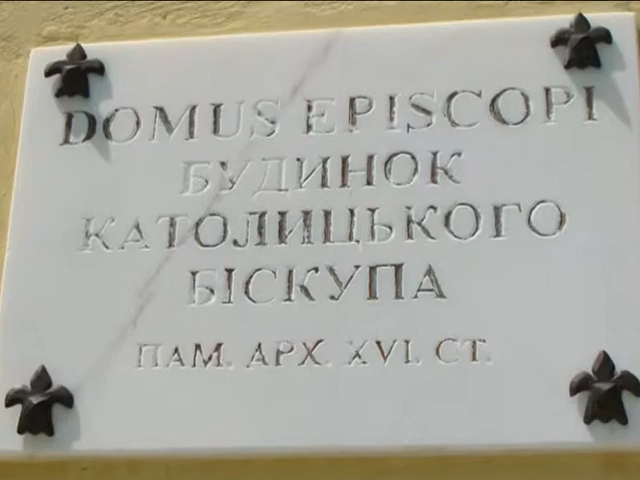 DOMUS EPISCOPI
БУДИНОК
КАТОЛИЦЬКОГО
БІСКУПА
ПАМ. АРХ. XVI. СТ.